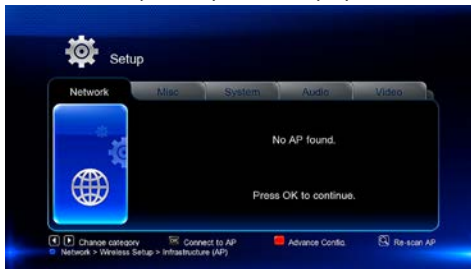 Setup
Network Misc System Audio Video
No AP found.
Press OK to continue.
Change category OK Connect to AP Advance Config. Re-scan AP
Network > Wireless Setup > Infrastructure (AP)